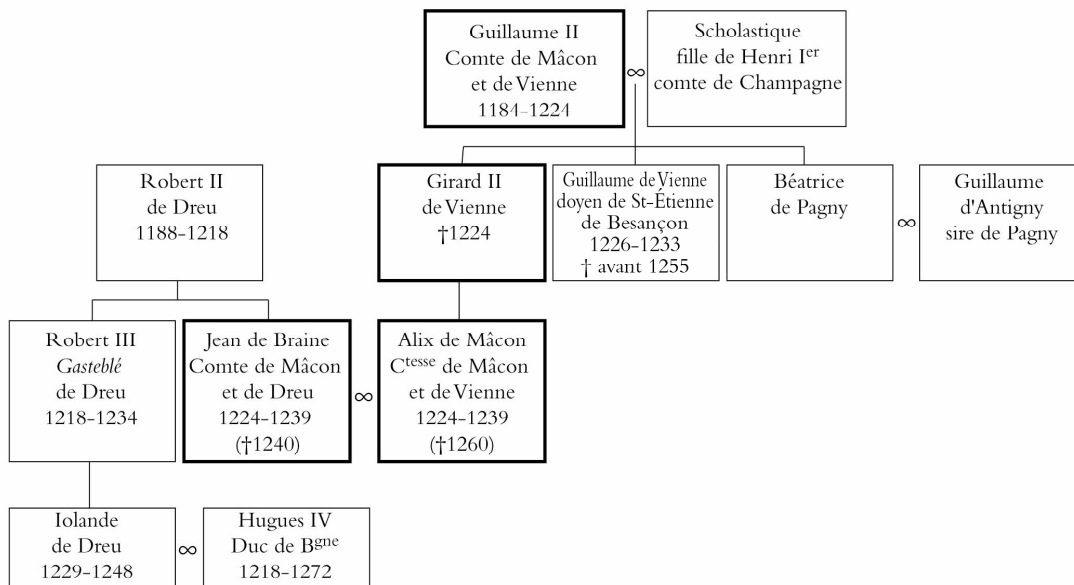 Guillaume II
Comte de Mâcon
et de Vienne
1184-1224
∞
Scholastique
fille de Henri Ier
comte de Champagne
Robert II
de Dreu
1188-1218
Girard II
de Vienne
†1224
Guillaume de Vienne
doyen de St-Étienne
de Besançon
1226-1233
† avant 1255
Béatrice
de Pagny
∞
Guillaume
d'Antigny
sire de Pagny
Robert III
Gasteblé
de Dreu
1218-1234
Jean de Braine
Comte de Mâcon
et de Dreu
1224-1239
(†1240)
∞
Alix de Mâcon
Ctesse de Mâcon
et de Vienne
1224-1239
(†1260)
Iolande
de Dreu
1229-1248
∞
Hugues IV
Duc de Bgne
1218-1272